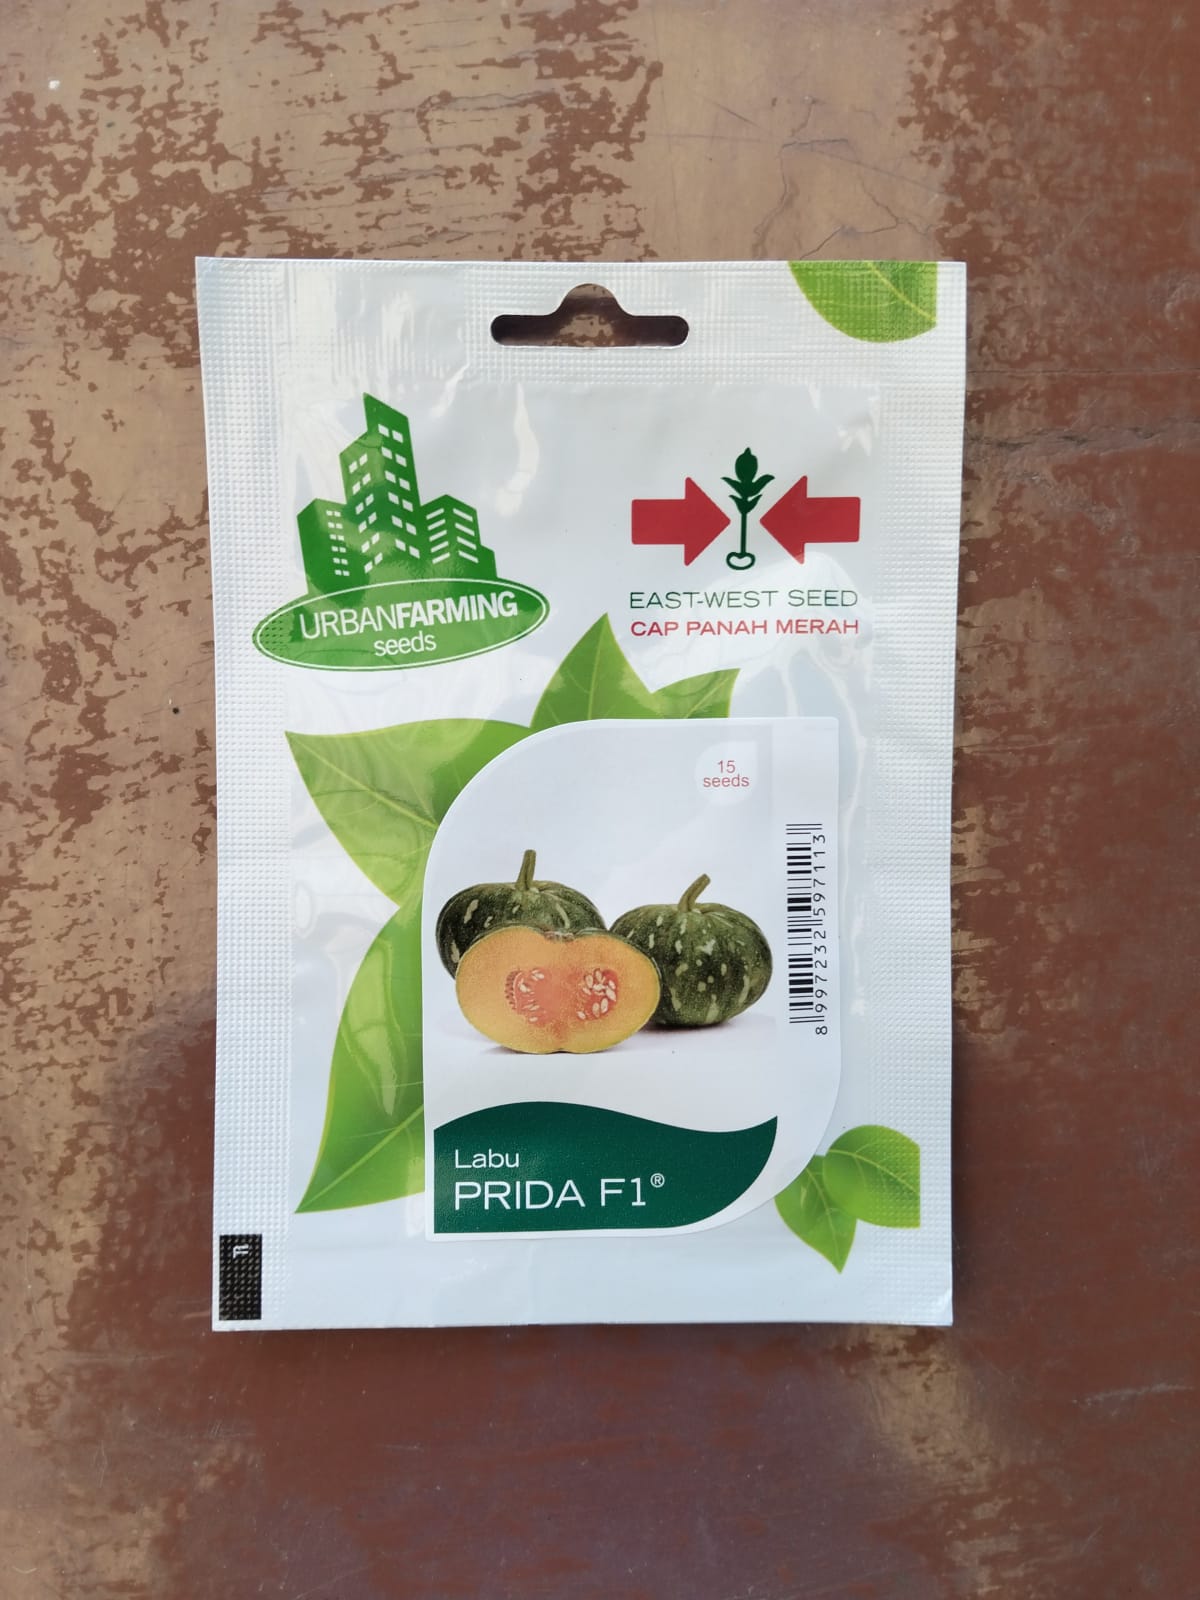 URBANFARMING
seeds
EAST-WEST SEED
CAP PANAH MERAH
15
seeds
8997232597113
Labu
PRIDA F1®
F